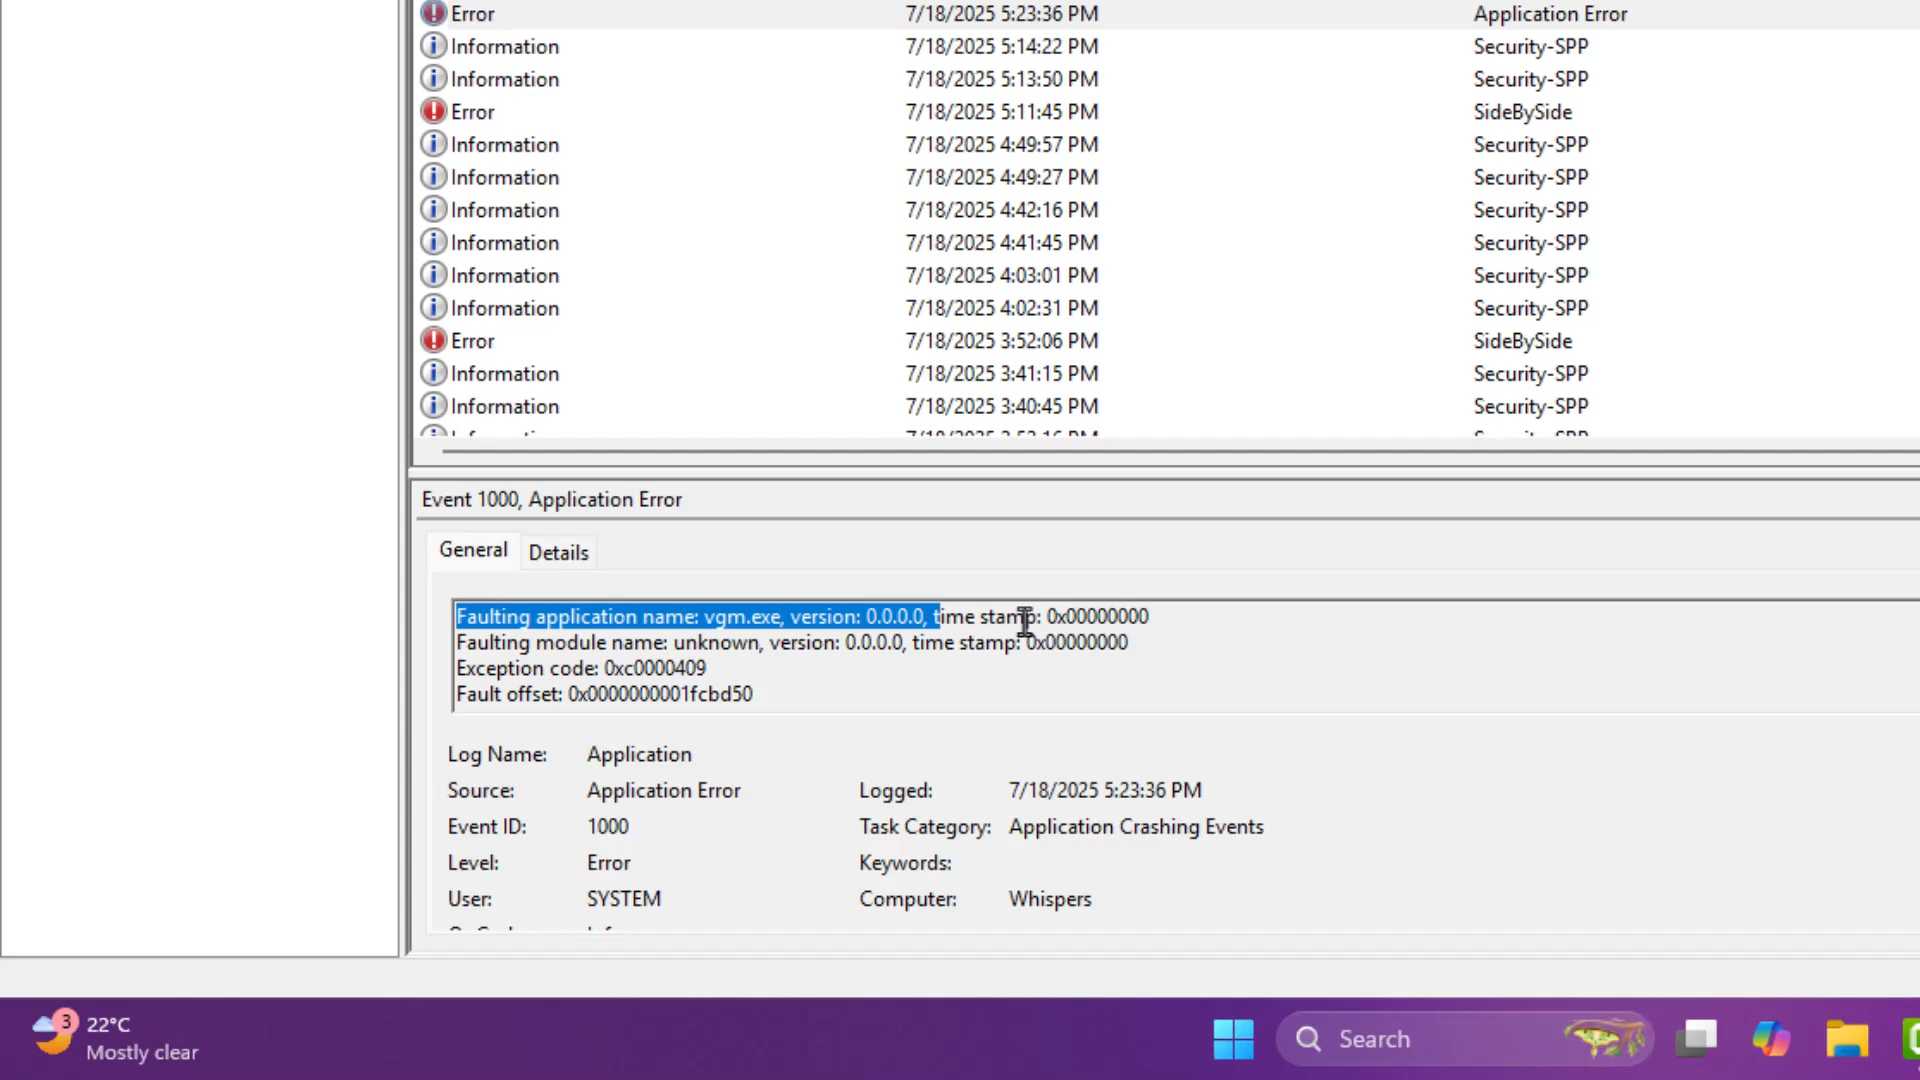 Error 7/18/2025 5:23:36 PM Application Error
Information 7/18/2025 5:14:22 PM Security-SPP
Information 7/18/2025 5:13:50 PM Security-SPP
Error 7/18/2025 5:11:45 PM SideBySide
Information 7/18/2025 4:49:57 PM Security-SPP
Information 7/18/2025 4:49:27 PM Security-SPP
Information 7/18/2025 4:42:16 PM Security-SPP
Information 7/18/2025 4:41:45 PM Security-SPP
Information 7/18/2025 4:03:01 PM Security-SPP
Information 7/18/2025 4:02:31 PM Security-SPP
Error 7/18/2025 3:52:06 PM SideBySide
Information 7/18/2025 3:41:15 PM Security-SPP
Information 7/18/2025 3:40:45 PM Security-SPP
Event 1000, Application Error
General Details
Faulting application name: vgm.exe, version: 0.0.0.0, time stamp: 0x00000000
Faulting module name: unknown, version: 0.0.0.0, time stamp: 0x00000000
Exception code: 0xc0000409
Fault offset: 0x0000000001fcbd50
Log Name: Application
Source: Application Error Logged: 7/18/2025 5:23:36 PM
Event ID: 1000 Task Category: Application Crashing Events
Level: Error Keywords:
User: SYSTEM Computer: Whispers
3 22°C
Mostly clear
Search